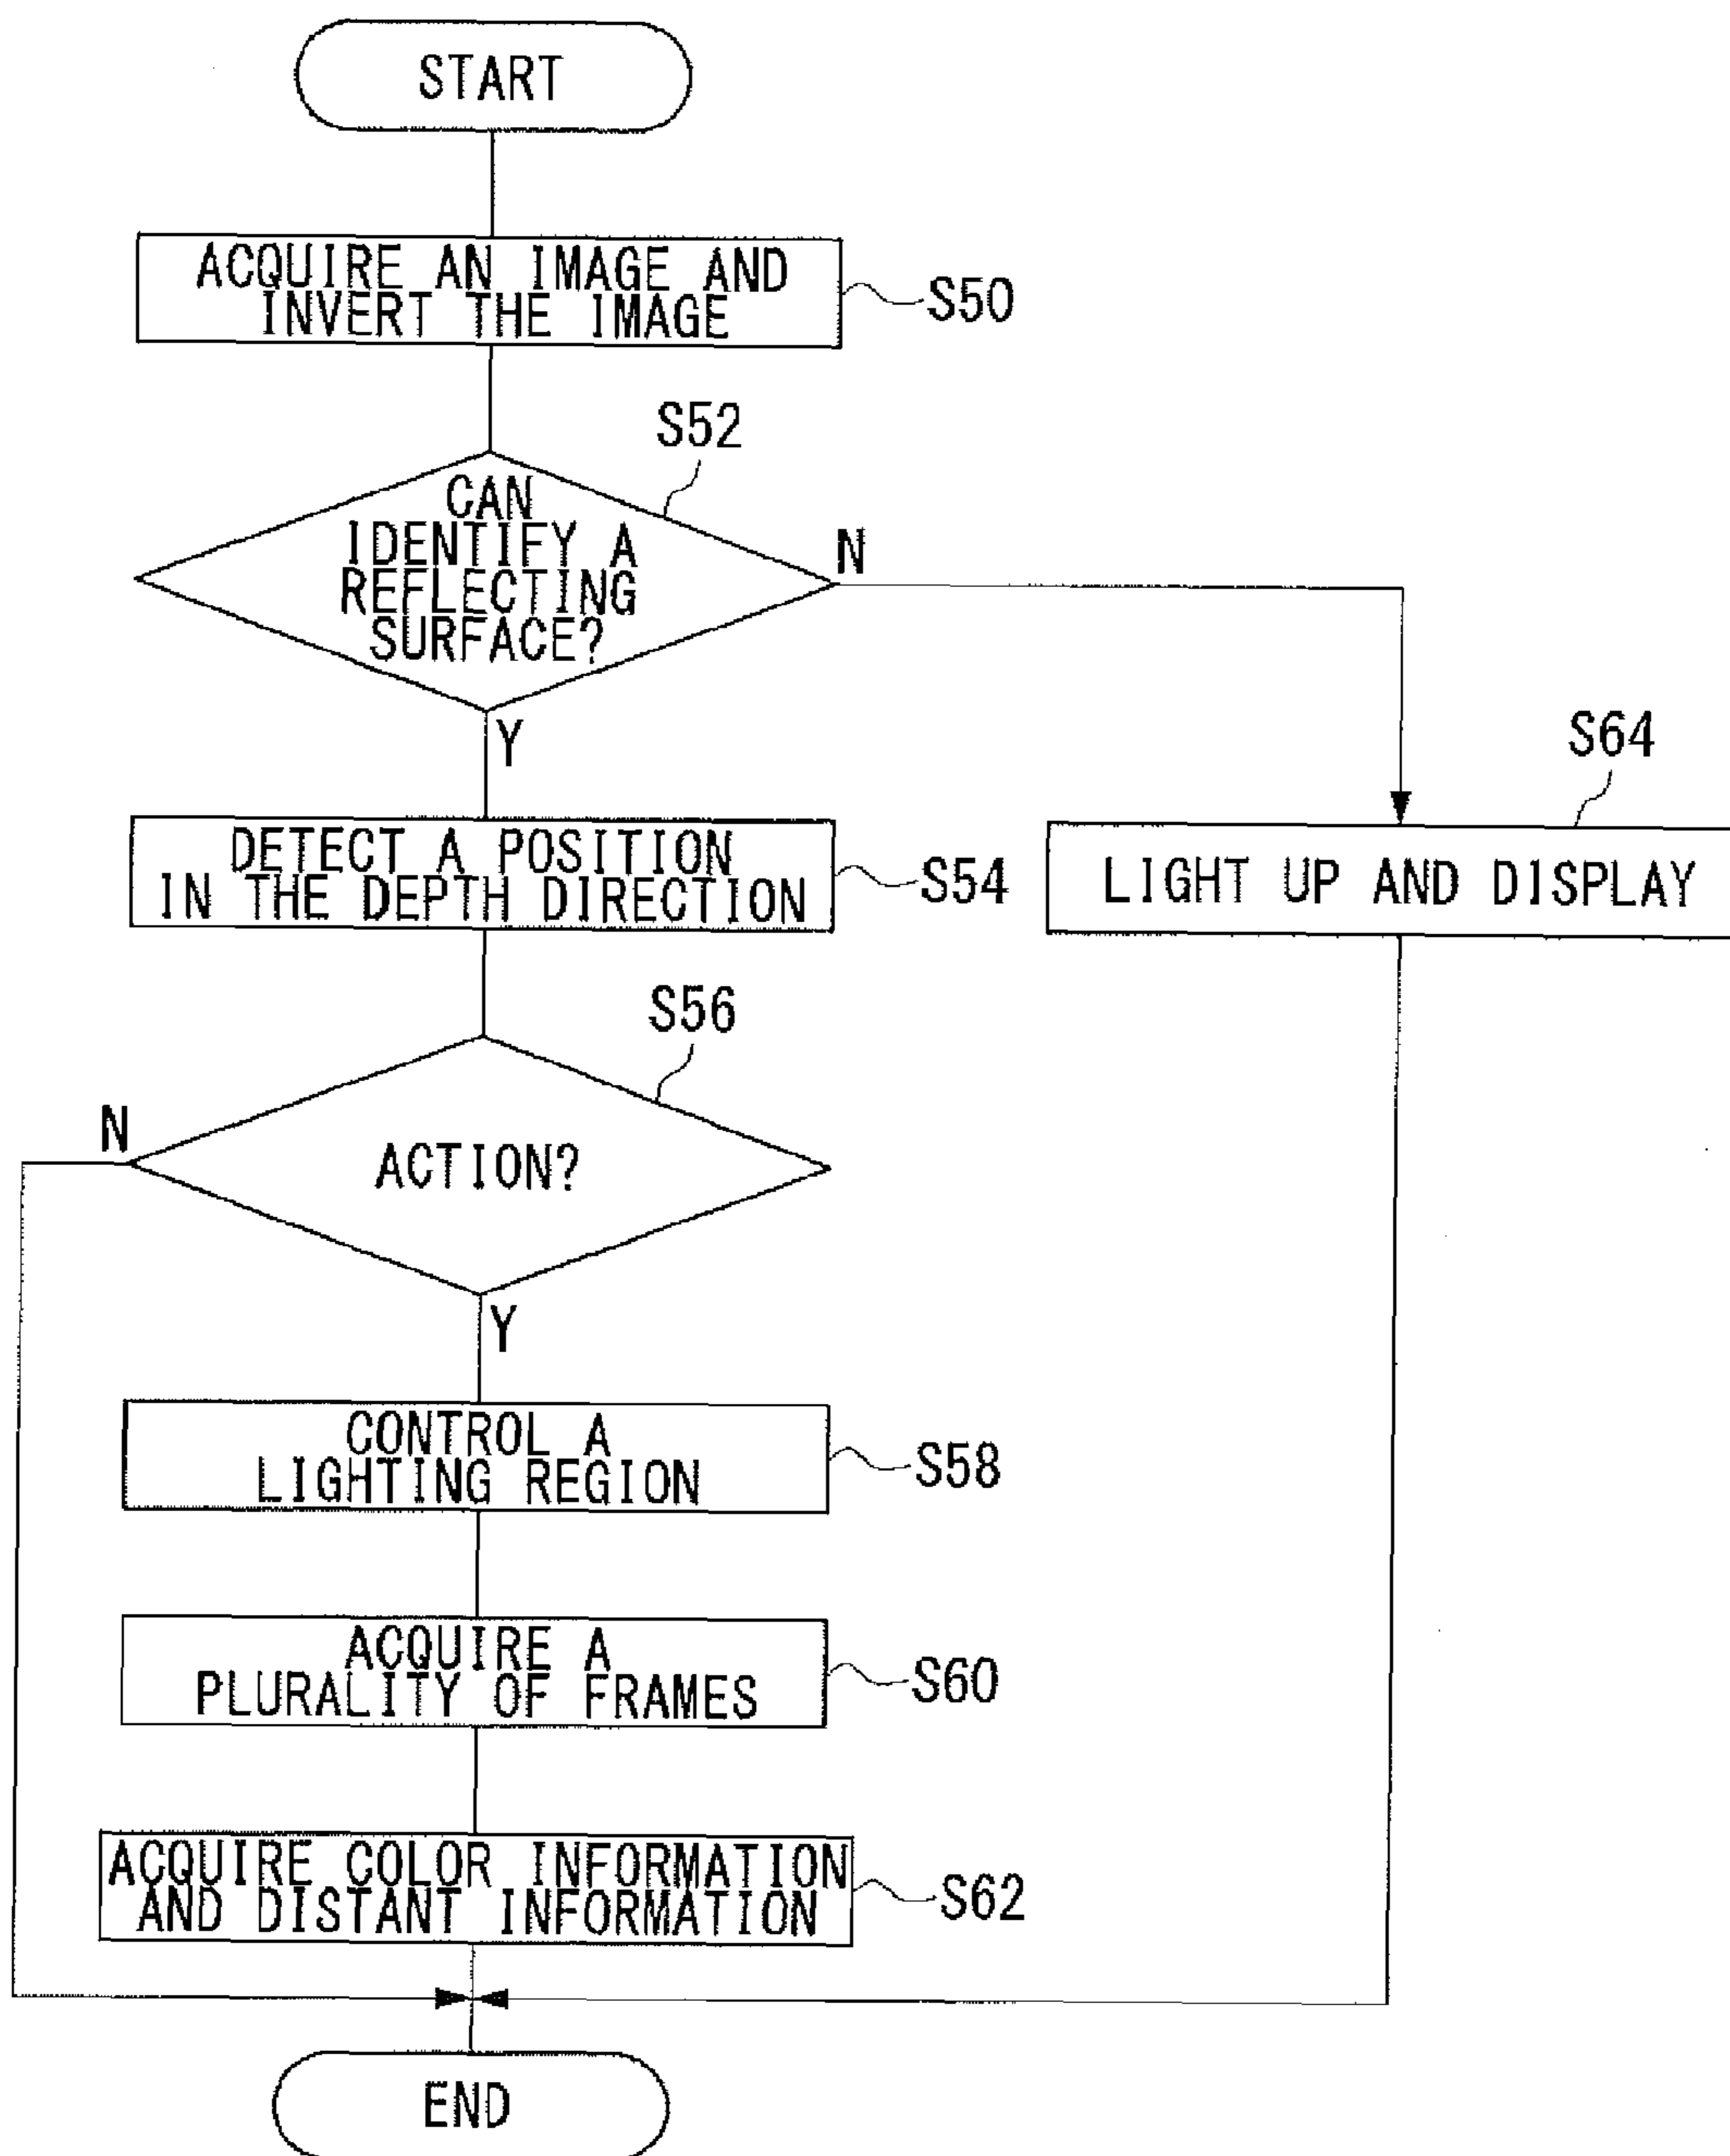 START
ACQUIRE AN IMAGE AND
INVERT THE IMAGE
S50
S52
CAN
IDENTIFY A
REFLECTING
SURFACE?
N
Y
S64
DETECT A POSITION
IN THE DEPTH DIRECTION
S54
LIGHT UP AND DISPLAY
S56
N
ACTION?
Y
CONTROL A
LIGHTING REGION
S58
ACQUIRE A
PLURALITY OF FRAMES
S60
ACQUIRE COLOR INFORMATION
AND DISTANT INFORMATION
S62
END